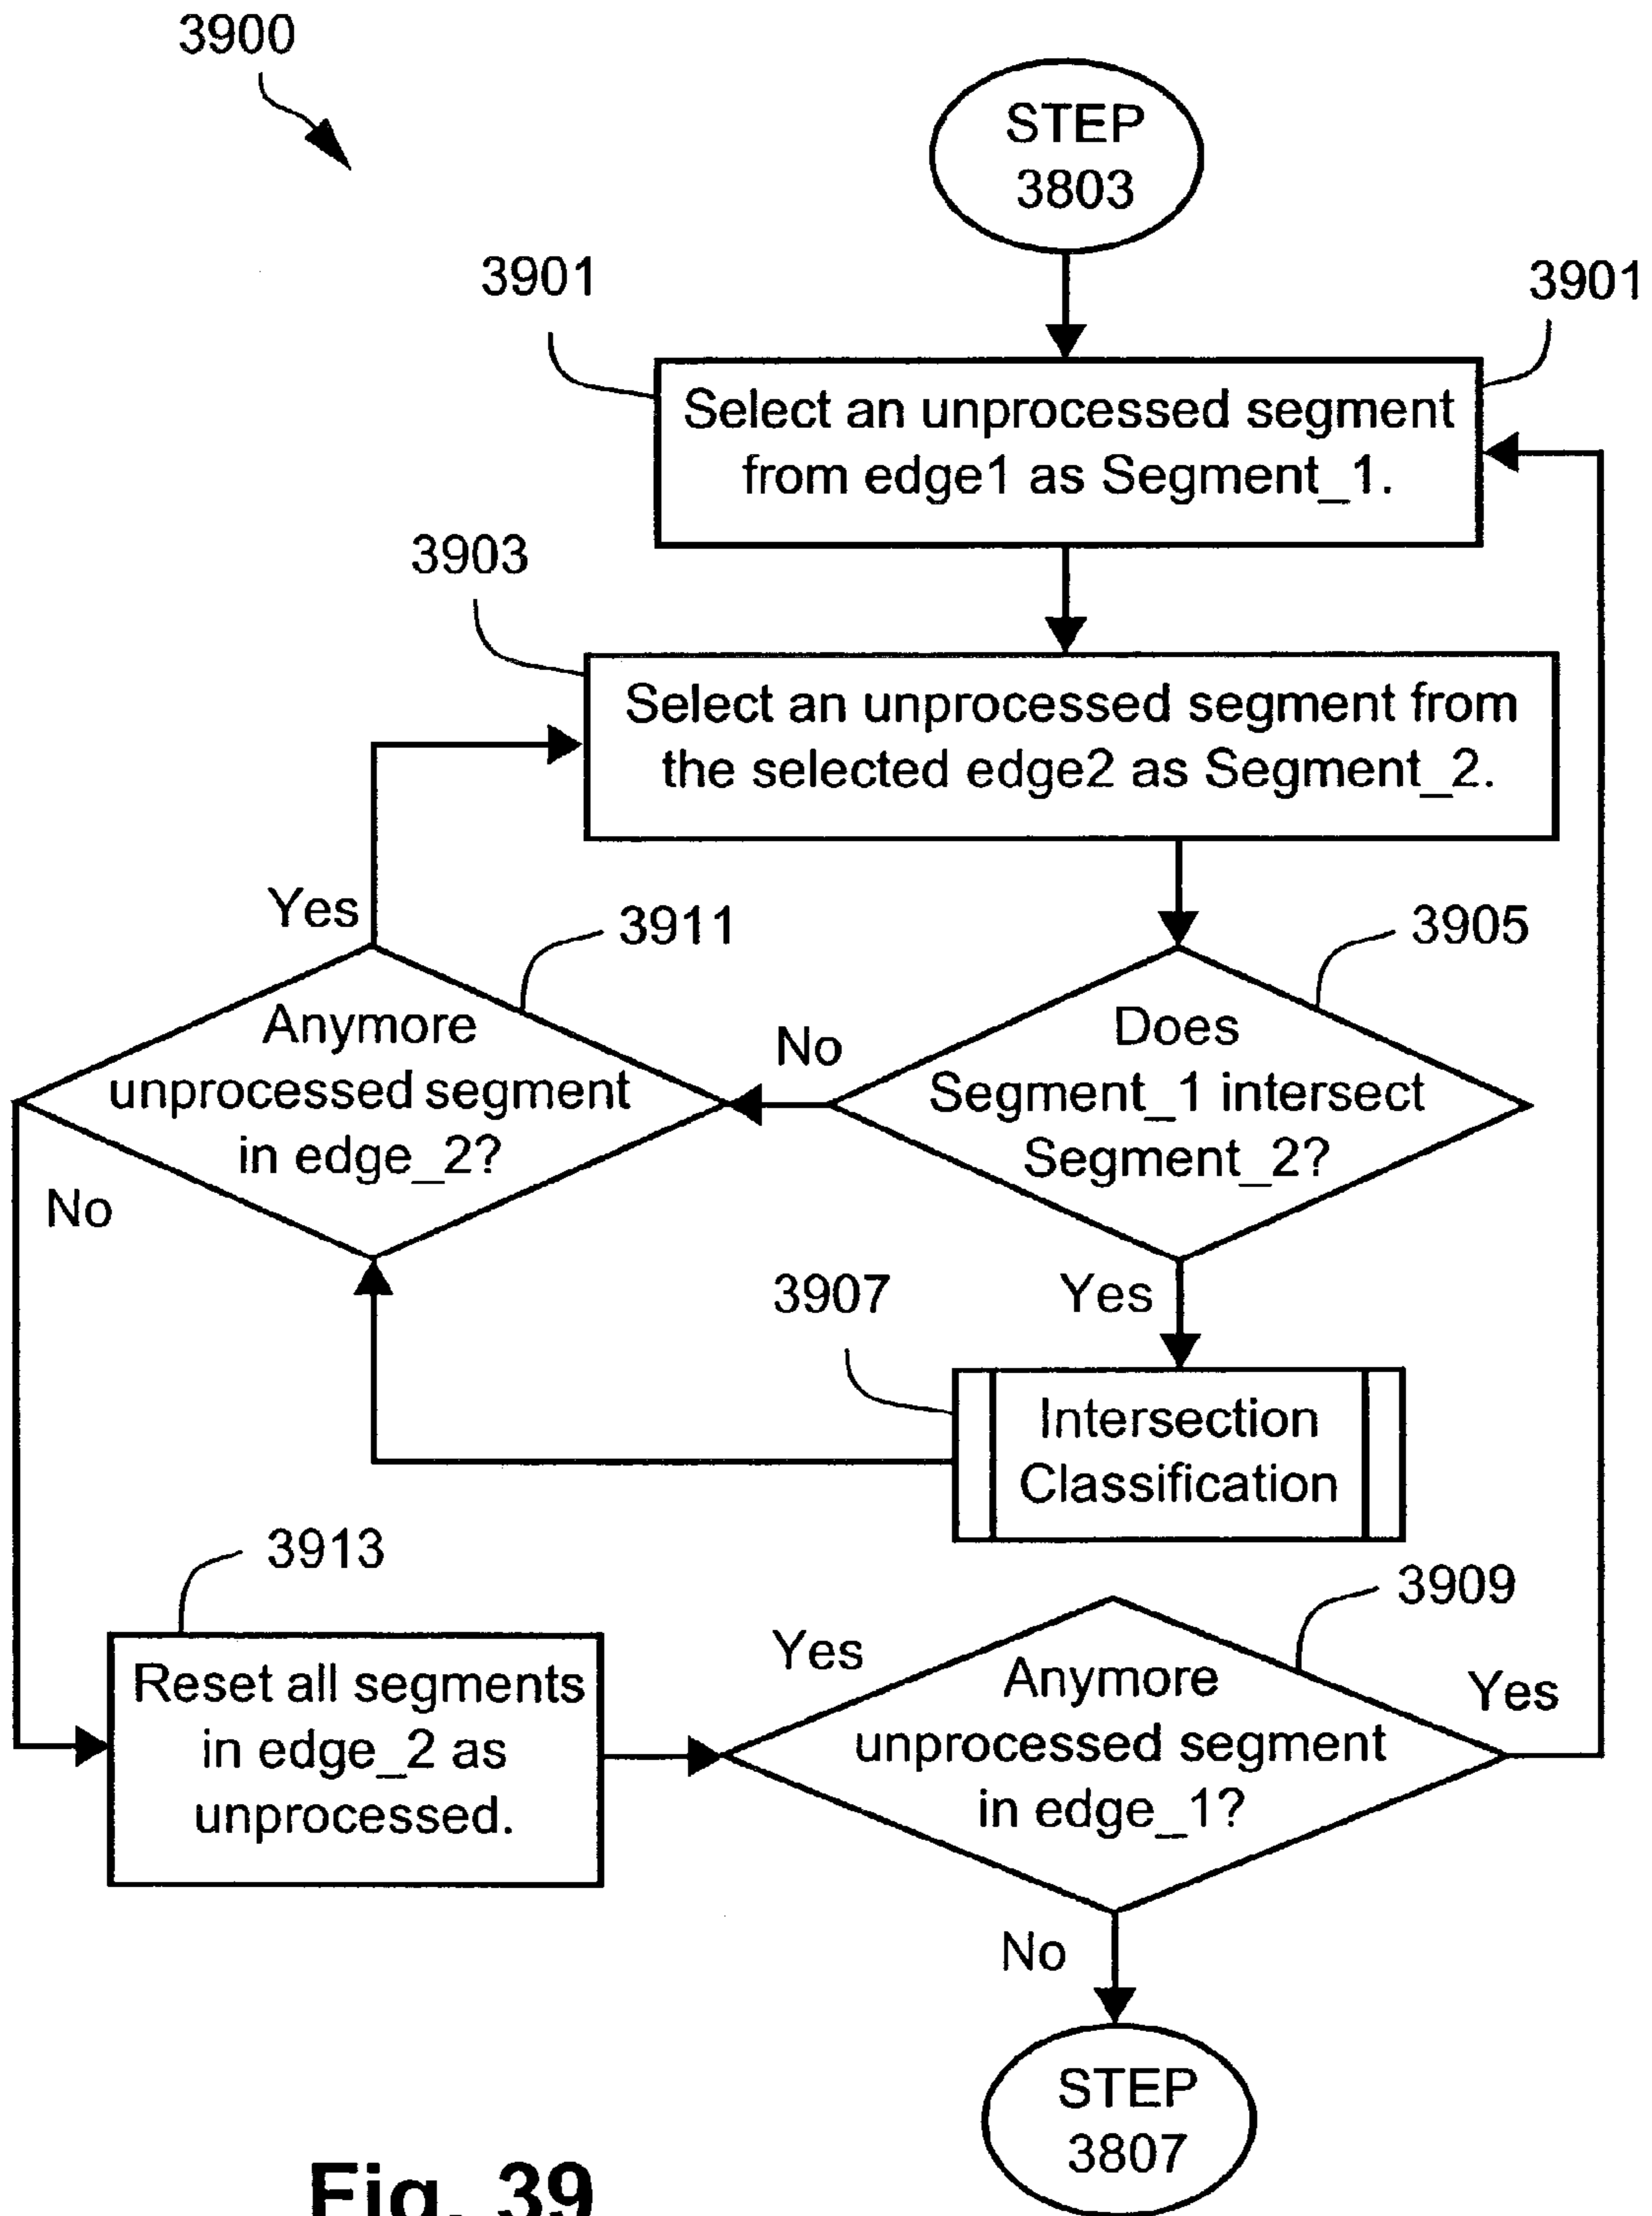 3900
STEP
3803
3901
3901
Select an unprocessed segment
from edge1 as Segment_1.
3903
Select an unprocessed segment from
the selected edge2 as Segment_2.
Yes
3911
3905
Anymore
unprocessed segment
in edge_2?
No
Does
Segment_1 intersect
Segment_2?
No
3907
Yes
Intersection
Classification
3913
3909
Reset all segments
in edge_2 as
unprocessed.
Yes
Anymore
unprocessed segment
in edge_1?
Yes
No
STEP
3807
Fig. 39